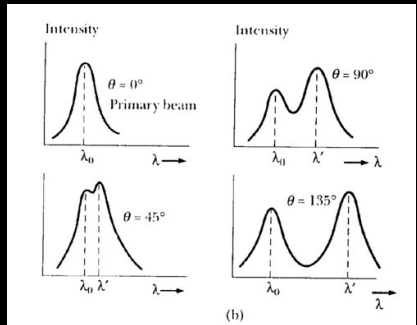 Intensity
θ = 0°
Primary beam
λ₀
λ
Intensity
θ = 90°
λ₀
λ'
λ
θ = 45°
λ₀
λ'
λ
θ = 135°
λ₀
λ'
λ
(b)